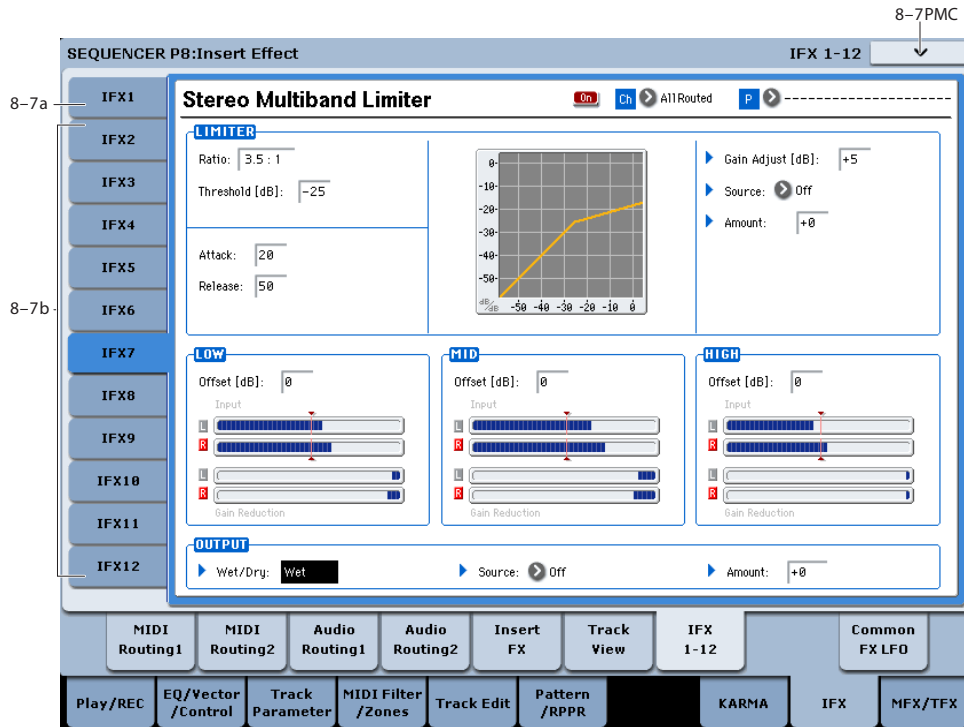 8–7PMC
SEQUENCER P8:Insert Effect IFX 1-12
8–7a
8–7b
IFX1
IFX2
IFX3
IFX4
IFX5
IFX6
IFX7
IFX8
IFX9
IFX10
IFX11
IFX12
Stereo Multiband Limiter On Ch All Routed P --------------------
LIMITER
Ratio: 3.5 : 1
Threshold [dB]: -25
Attack: 20
Release: 50
0-
-10-
-20-
-30-
-40-
-50-
dB/dB -50 -40 -30 -20 -10 0
Gain Adjust [dB]: +5
Source: Off
Amount: +0
LOW
Offset [dB]: 0
Input
L
R
L
R
Gain Reduction
MID
Offset [dB]: 0
Input
L
R
L
R
Gain Reduction
HIGH
Offset [dB]: 0
Input
L
R
L
R
Gain Reduction
OUTPUT
Wet/Dry: Wet Source: Off Amount: +0
MIDI
Routing1
MIDI
Routing2
Audio
Routing1
Audio
Routing2
Insert
FX
Track
View
IFX
1-12
Common
FX LFO
Play/REC
EQ/Vector
/Control
Track
Parameter
MIDI Filter
/Zones
Track Edit
Pattern
/RPPR
KARMA
IFX
MFX/TFX